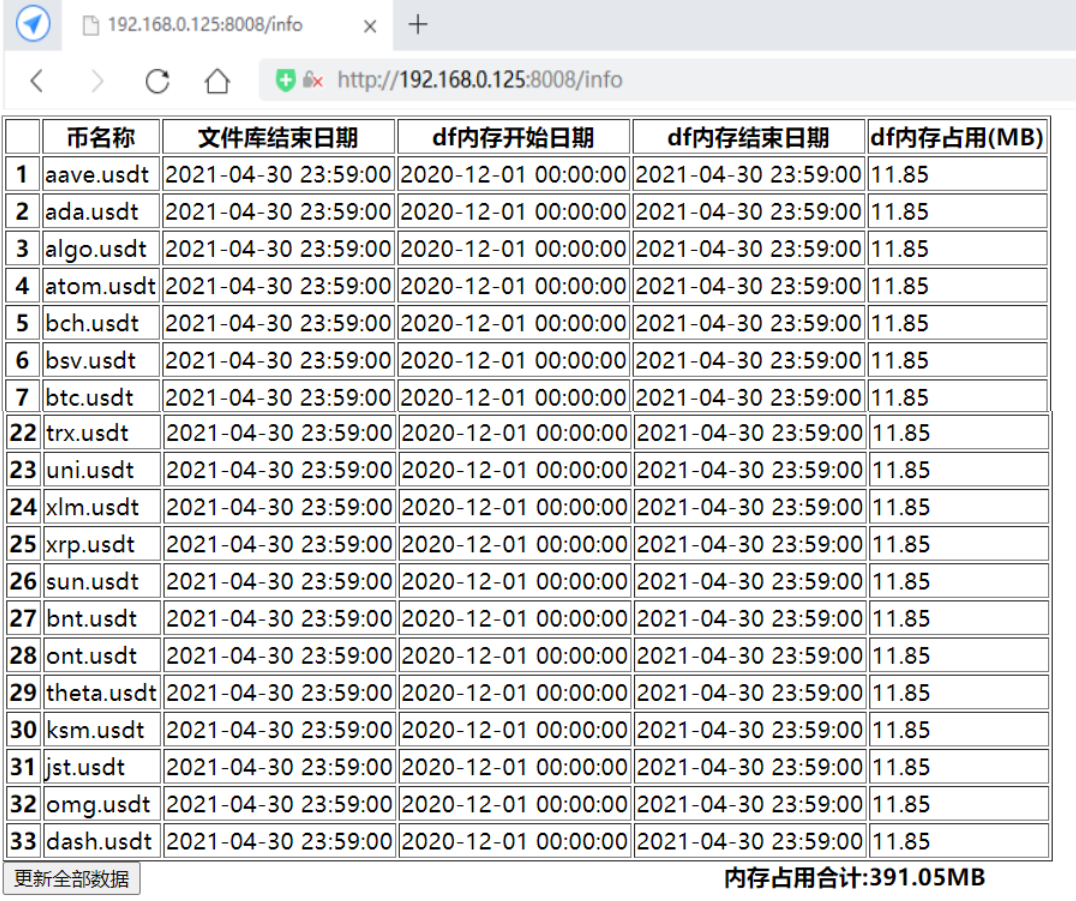 192.168.0.125:8008/info
http://192.168.0.125:8008/info
币名称 文件库结束日期 df内存开始日期 df内存结束日期 df内存占用(MB)
1 aave.usdt 2021-04-30 23:59:00 2020-12-01 00:00:00 2021-04-30 23:59:00 11.85
2 ada.usdt 2021-04-30 23:59:00 2020-12-01 00:00:00 2021-04-30 23:59:00 11.85
3 algo.usdt 2021-04-30 23:59:00 2020-12-01 00:00:00 2021-04-30 23:59:00 11.85
4 atom.usdt 2021-04-30 23:59:00 2020-12-01 00:00:00 2021-04-30 23:59:00 11.85
5 bch.usdt 2021-04-30 23:59:00 2020-12-01 00:00:00 2021-04-30 23:59:00 11.85
6 bsv.usdt 2021-04-30 23:59:00 2020-12-01 00:00:00 2021-04-30 23:59:00 11.85
7 btc.usdt 2021-04-30 23:59:00 2020-12-01 00:00:00 2021-04-30 23:59:00 11.85
22 trx.usdt 2021-04-30 23:59:00 2020-12-01 00:00:00 2021-04-30 23:59:00 11.85
23 uni.usdt 2021-04-30 23:59:00 2020-12-01 00:00:00 2021-04-30 23:59:00 11.85
24 xlm.usdt 2021-04-30 23:59:00 2020-12-01 00:00:00 2021-04-30 23:59:00 11.85
25 xrp.usdt 2021-04-30 23:59:00 2020-12-01 00:00:00 2021-04-30 23:59:00 11.85
26 sun.usdt 2021-04-30 23:59:00 2020-12-01 00:00:00 2021-04-30 23:59:00 11.85
27 bnt.usdt 2021-04-30 23:59:00 2020-12-01 00:00:00 2021-04-30 23:59:00 11.85
28 ont.usdt 2021-04-30 23:59:00 2020-12-01 00:00:00 2021-04-30 23:59:00 11.85
29 theta.usdt 2021-04-30 23:59:00 2020-12-01 00:00:00 2021-04-30 23:59:00 11.85
30 ksm.usdt 2021-04-30 23:59:00 2020-12-01 00:00:00 2021-04-30 23:59:00 11.85
31 jst.usdt 2021-04-30 23:59:00 2020-12-01 00:00:00 2021-04-30 23:59:00 11.85
32 omg.usdt 2021-04-30 23:59:00 2020-12-01 00:00:00 2021-04-30 23:59:00 11.85
33 dash.usdt 2021-04-30 23:59:00 2020-12-01 00:00:00 2021-04-30 23:59:00 11.85
更新全部数据 内存占用合计:391.05MB